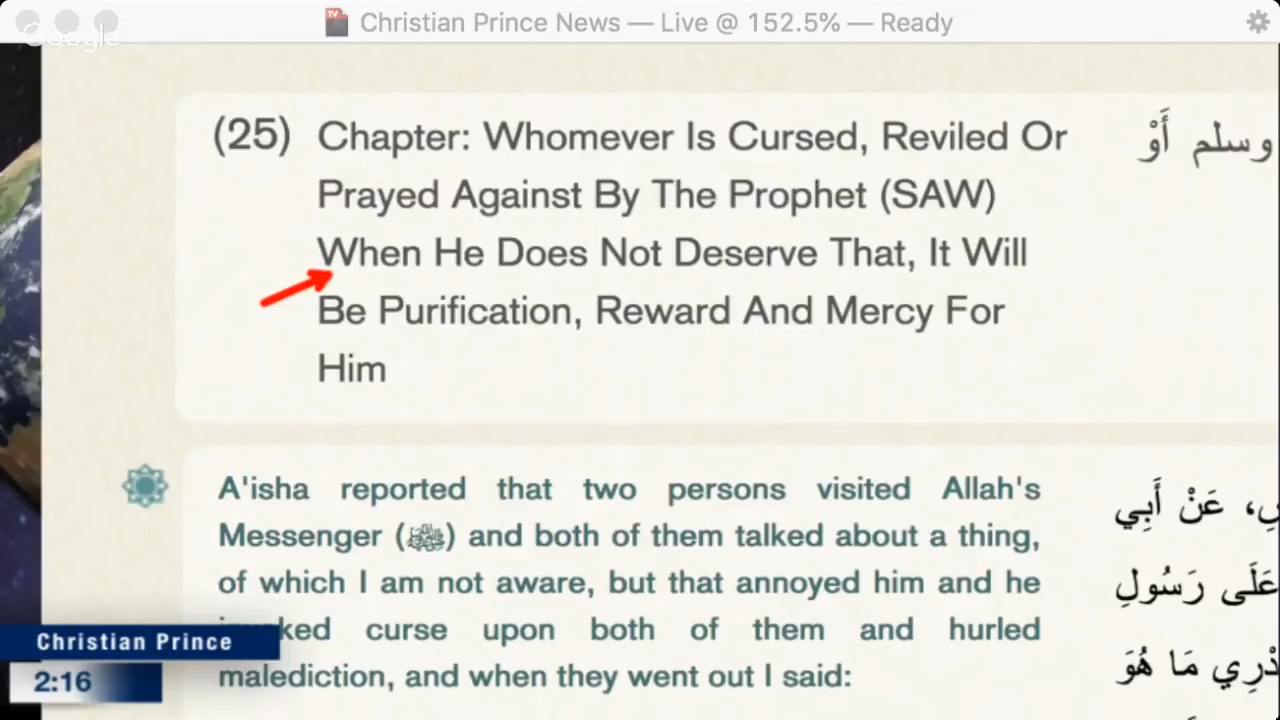 Christian Prince News — Live @ 152.5% — Ready
Google
(25) Chapter: Whomever Is Cursed, Reviled Or
Prayed Against By The Prophet (SAW)
When He Does Not Deserve That, It Will
Be Purification, Reward And Mercy For
Him
وسلم أَوْ
A'isha reported that two persons visited Allah's
Messenger (ﷺ) and both of them talked about a thing,
of which I am not aware, but that annoyed him and he
curse upon both of them and hurled
malediction, and when they went out I said:
عَنْ أَبِي
عَلَى رَسُولِ
مَا هُوَ
Christian Prince
2:16